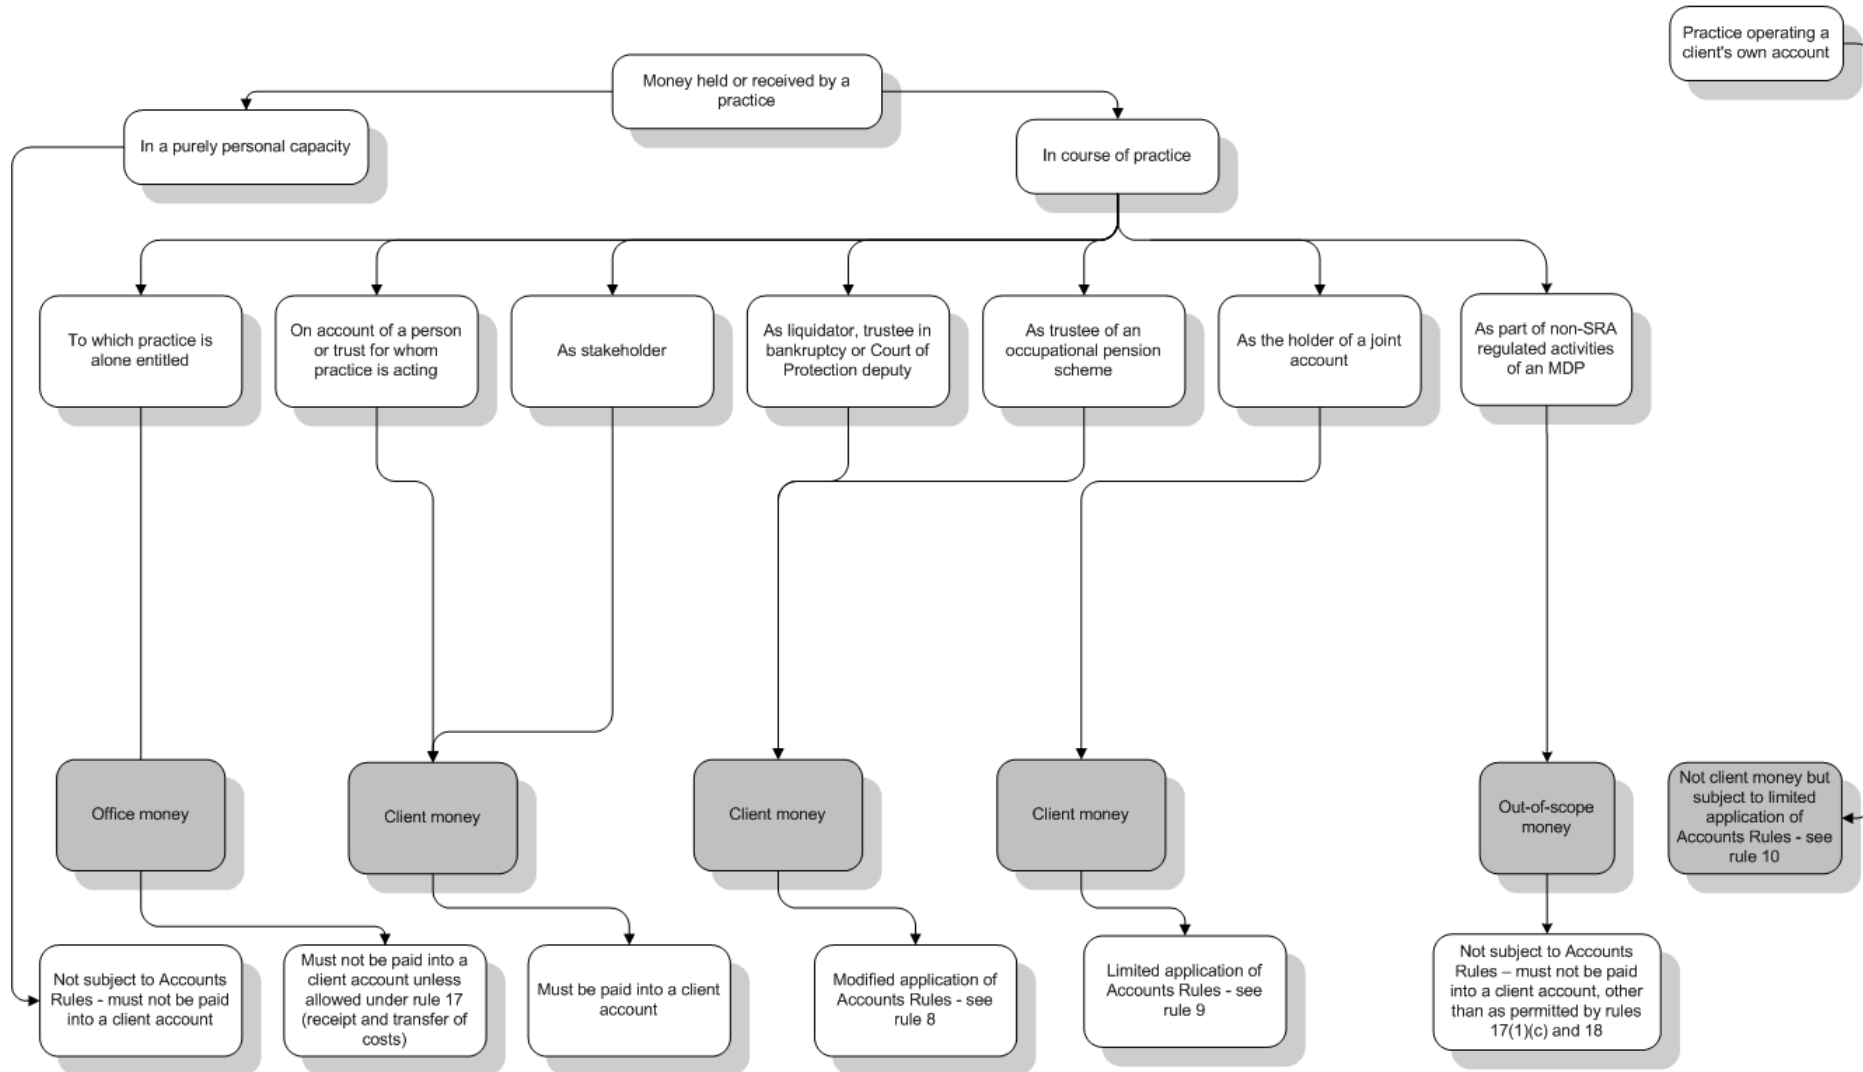 Practice operating a
client's own account
Money held or received by a
practice
In a purely personal capacity
In course of practice
To which practice is
alone entitled
On account of a person
or trust for whom
practice is acting
As stakeholder
As liquidator, trustee in
bankruptcy or Court of
Protection deputy
As trustee of an
occupational pension
scheme
As the holder of a joint
account
As part of non-SRA
regulated activities
of an MDP
Office money
Client money
Client money
Client money
Out-of-scope
money
Not client money but
subject to limited
application of
Accounts Rules - see
rule 10
Not subject to Accounts
Rules - must not be paid
into a client account
Must not be paid into a
client account unless
allowed under rule 17
(receipt and transfer of
costs)
Must be paid into a client
account
Modified application of
Accounts Rules - see
rule 8
Limited application of
Accounts Rules - see
rule 9
Not subject to Accounts
Rules – must not be paid
into a client account, other
than as permitted by rules
17(1)(c) and 18